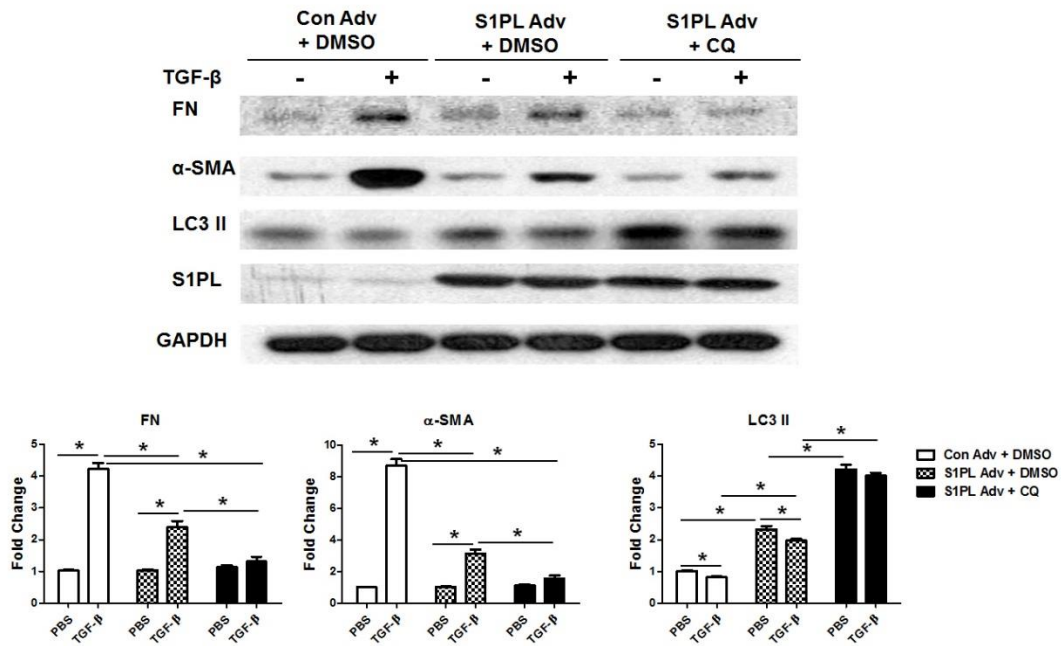 Con Adv + DMSO
S1PL Adv + DMSO
S1PL Adv + CQ
TGF-β - + - + - +
FN
α-SMA
LC3 II
S1PL
GAPDH
FN
* * *
* *
Fold Change
5
4
3
2
1
0
PBS TGF-β PBS TGF-β PBS TGF-β
α-SMA
* * *
* *
Fold Change
10
8
6
4
2
0
PBS TGF-β PBS TGF-β PBS TGF-β
LC3 II
* * * * * *
Fold Change
5
4
3
2
1
0
PBS TGF-β PBS TGF-β PBS TGF-β
Con Adv + DMSO
S1PL Adv + DMSO
S1PL Adv + CQ